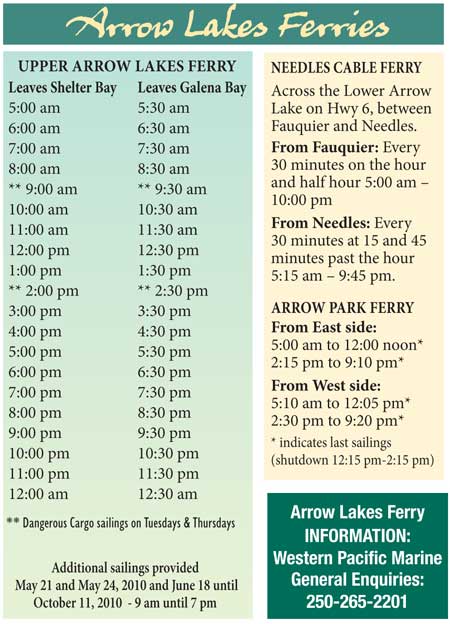 Arrow Lakes Ferries
UPPER ARROW LAKES FERRY
Leaves Shelter Bay Leaves Galena Bay
5:00 am 5:30 am
6:00 am 6:30 am
7:00 am 7:30 am
8:00 am 8:30 am
** 9:00 am ** 9:30 am
10:00 am 10:30 am
11:00 am 11:30 am
12:00 pm 12:30 pm
1:00 pm 1:30 pm
** 2:00 pm ** 2:30 pm
3:00 pm 3:30 pm
4:00 pm 4:30 pm
5:00 pm 5:30 pm
6:00 pm 6:30 pm
7:00 pm 7:30 pm
8:00 pm 8:30 pm
9:00 pm 9:30 pm
10:00 pm 10:30 pm
11:00 pm 11:30 pm
12:00 am 12:30 am
** Dangerous Cargo sailings on Tuesdays & Thursdays
Additional sailings provided
May 21 and May 24, 2010 and June 18 until
October 11, 2010 - 9 am until 7 pm
NEEDLES CABLE FERRY
Across the Lower Arrow
Lake on Hwy 6, between
Fauquier and Needles.
From Fauquier: Every
30 minutes on the hour
and half hour 5:00 am –
10:00 pm
From Needles: Every
30 minutes at 15 and 45
minutes past the hour
5:15 am – 9:45 pm.
ARROW PARK FERRY
From East side:
5:00 am to 12:00 noon*
2:15 pm to 9:10 pm*
From West side:
5:10 am to 12:05 pm*
2:30 pm to 9:20 pm*
* indicates last sailings
(shutdown 12:15 pm-2:15 pm)
Arrow Lakes Ferry
INFORMATION:
Western Pacific Marine
General Enquiries:
250-265-2201